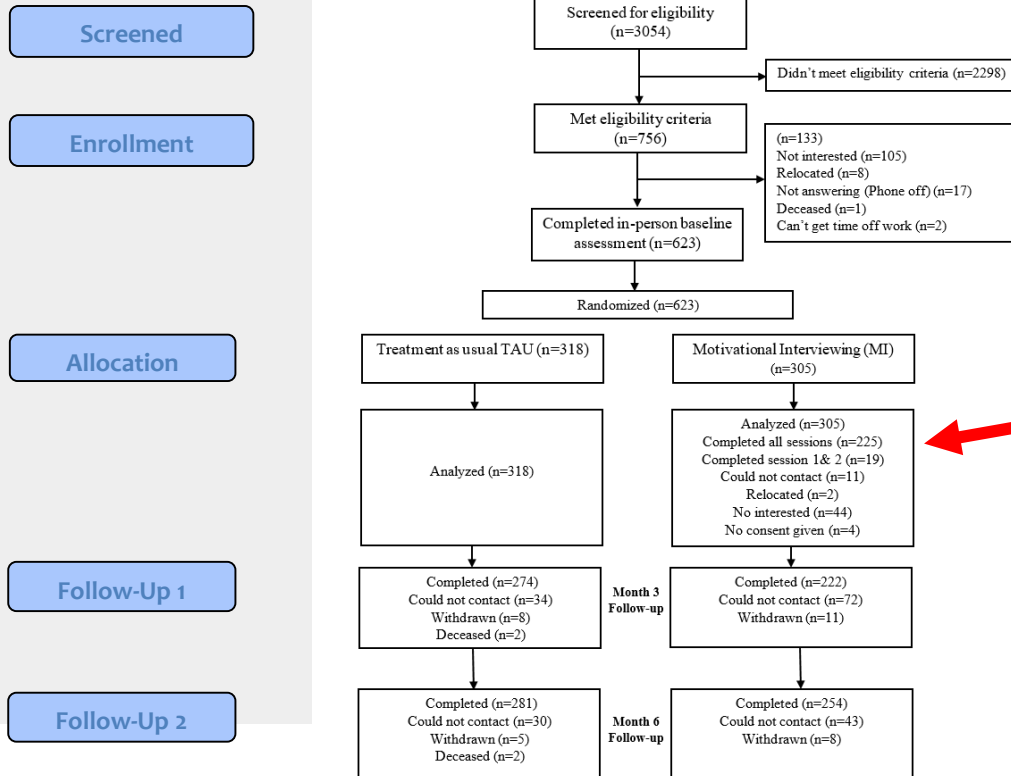 Screened
Screened for eligibility
(n=3054)
Didn't meet eligibility criteria (n=2298)
Enrollment
Met eligibility criteria
(n=756)
(n=133)
Not interested (n=105)
Relocated (n=8)
Not answering (Phone off) (n=17)
Deceased (n=1)
Can't get time off work (n=2)
Completed in-person baseline
assessment (n=623)
Randomized (n=623)
Allocation
Treatment as usual TAU (n=318)
Motivational Interviewing (MI)
(n=305)
Analyzed (n=318)
Analyzed (n=305)
Completed all sessions (n=225)
Completed session 1& 2 (n=19)
Could not contact (n=11)
Relocated (n=2)
No interested (n=44)
No consent given (n=4)
Follow-Up 1
Completed (n=274)
Could not contact (n=34)
Withdrawn (n=8)
Deceased (n=2)
Month 3
Follow-up
Completed (n=222)
Could not contact (n=72)
Withdrawn (n=11)
Follow-Up 2
Completed (n=281)
Could not contact (n=30)
Withdrawn (n=5)
Deceased (n=2)
Month 6
Follow-up
Completed (n=254)
Could not contact (n=43)
Withdrawn (n=8)